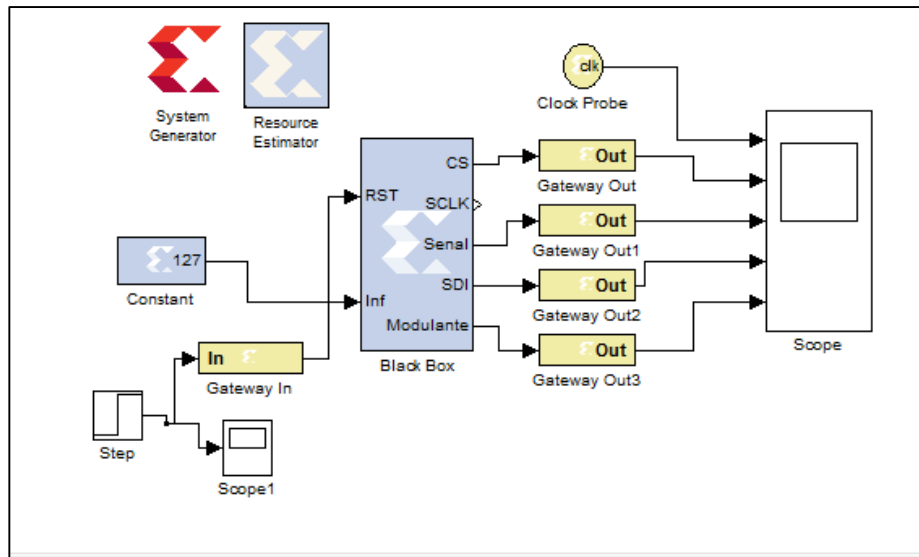 System
Generator
Resource
Estimator
clk
Clock Probe
RST
Inf
CS
SCLK
Senal
SDI
Modulante
Black Box
Out
Gateway Out
Out
Gateway Out1
Out
Gateway Out2
Out
Gateway Out3
Scope
127
Constant
In
Gateway In
Step
Scope1